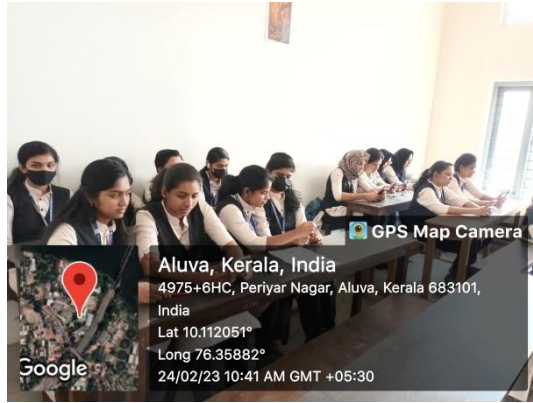 GPS Map Camera
Aluva, Kerala, India
4975+6HC, Periyar Nagar, Aluva, Kerala 683101,
India
Lat 10.112051°
Long 76.35882°
24/02/23 10:41 AM GMT +05:30
Google